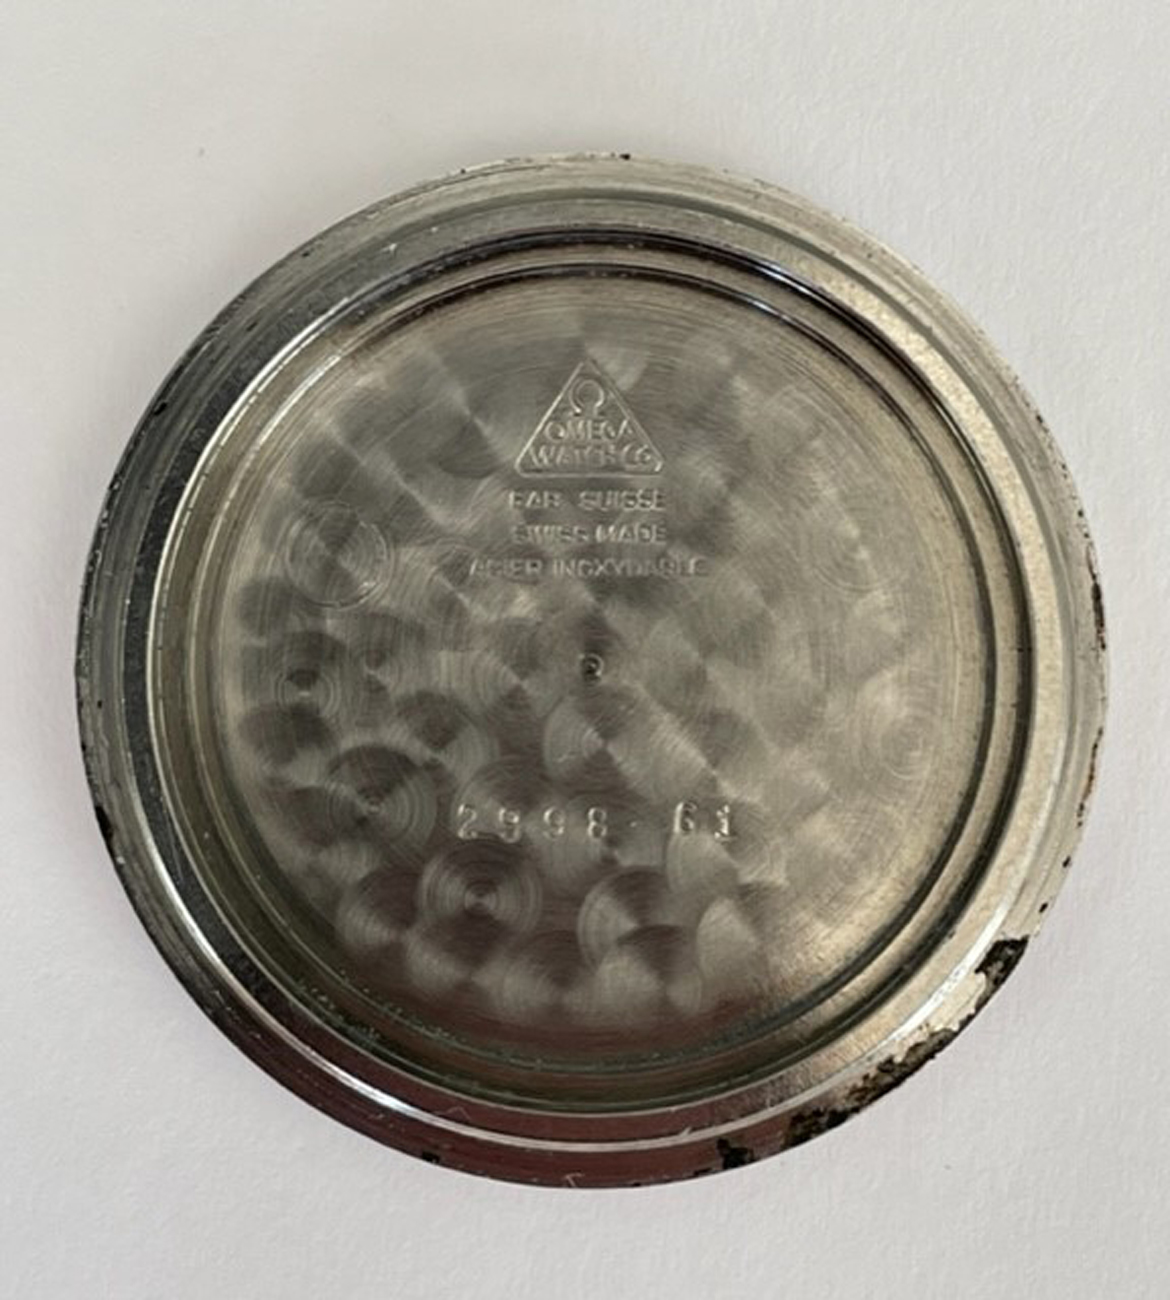 Ω
OMEGA
WATCH CO
FAB. SUISSE
SWISS MADE
ACIER INOXYDABLE
2998-61